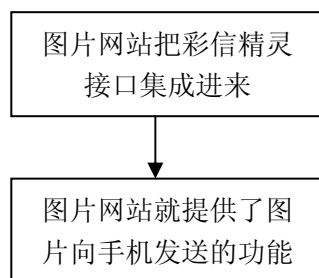 图片网站把彩信精灵
接口集成进来
图片网站就提供了图
片向手机发送的功能